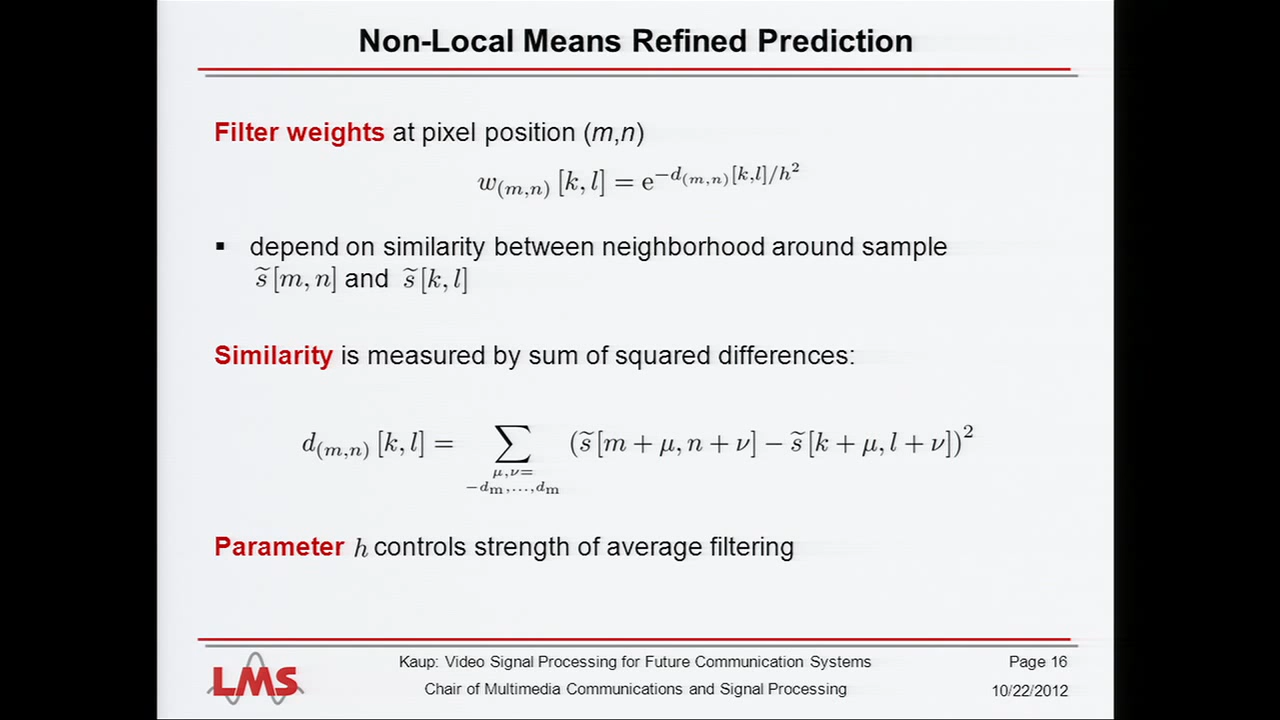 Non-Local Means Refined Prediction
Filter weights at pixel position (m,n)
w_{(m,n)} [k, l] = e^{-d_{(m,n)}[k,l]/h^2}
▪ depend on similarity between neighborhood around sample
s̃ [m, n] and s̃ [k, l]
Similarity is measured by sum of squared differences:
d_{(m,n)} [k, l] = ∑_{μ,ν=-d_m,...,d_m} (s̃ [m + μ, n + ν] − s̃ [k + μ, l + ν])^2
Parameter h controls strength of average filtering
LMS
Kaup: Video Signal Processing for Future Communication Systems
Page 16
Chair of Multimedia Communications and Signal Processing
10/22/2012